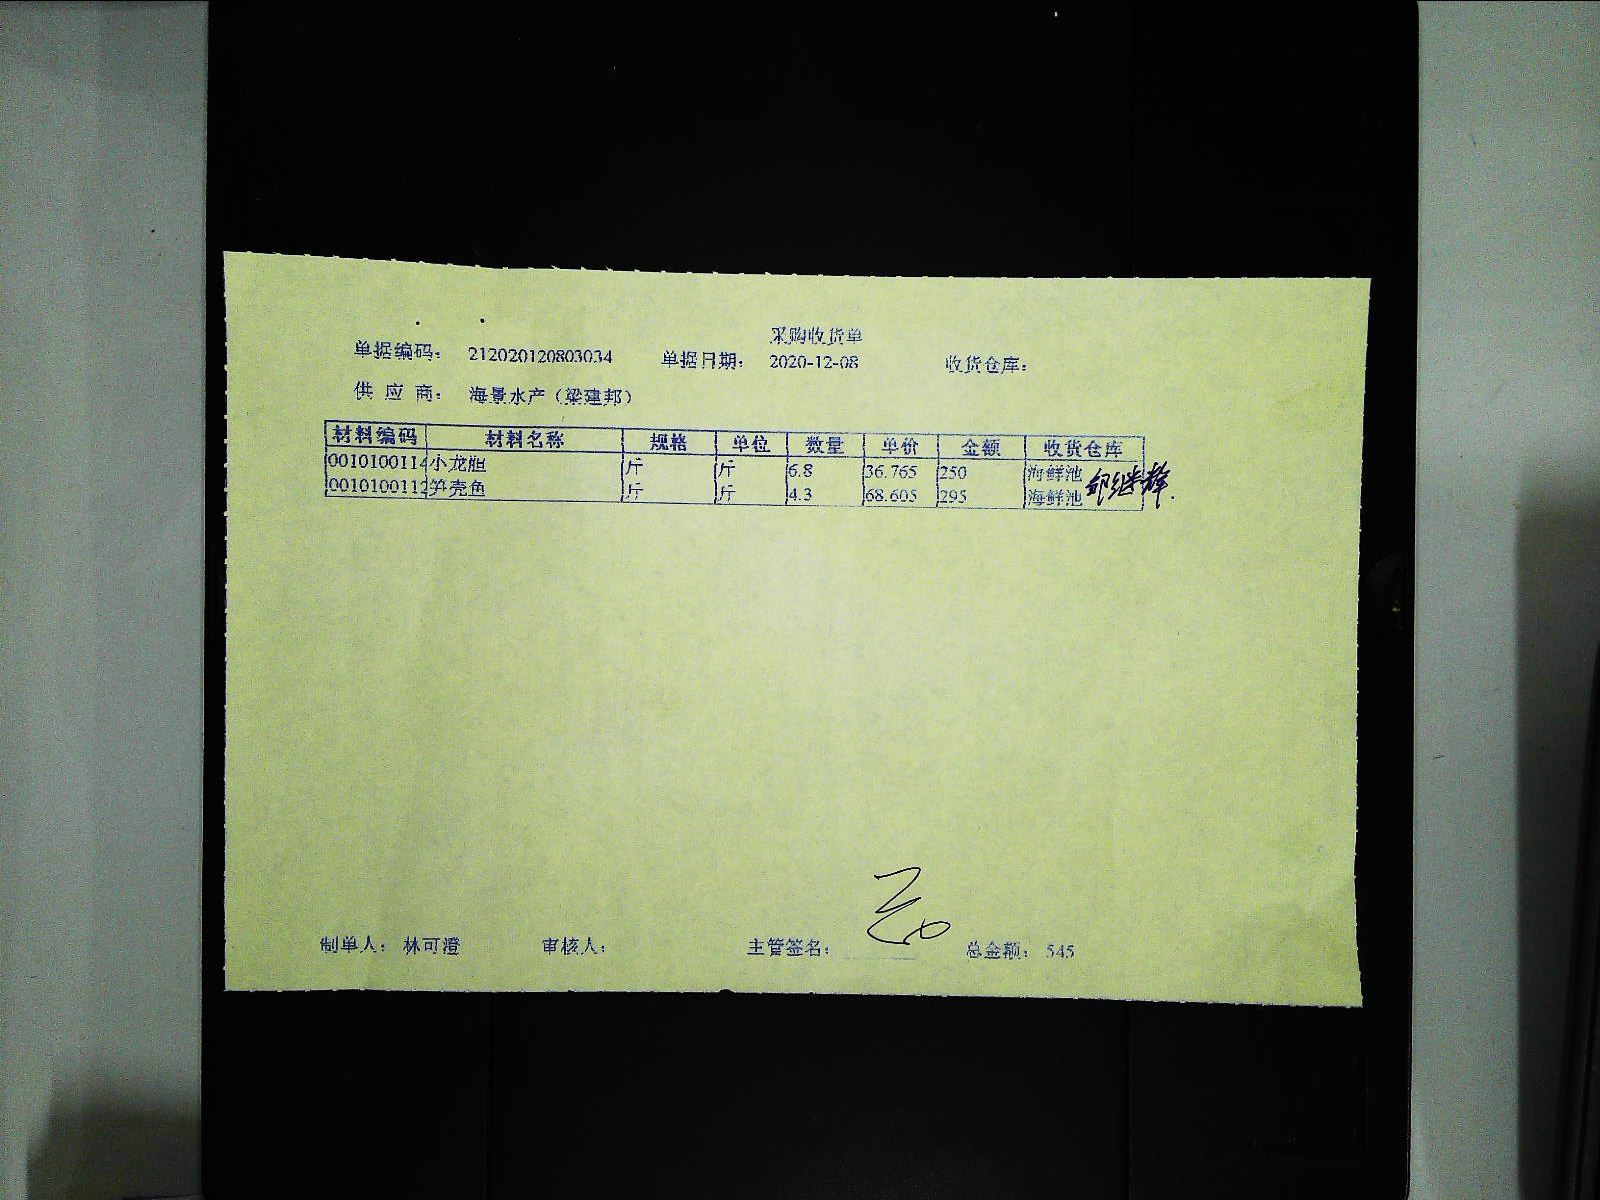 采购收货单
单据编码： 212020120803034 单据日期： 2020-12-08 收货仓库：
供 应 商： 海景水产（梁建邦）
材料编码 材料名称 规格 单位 数量 单价 金额 收货仓库
0010100114 小龙胆 斤 斤 6.8 36.765 250 海鲜池
0010100112 笋壳鱼 斤 斤 4.3 68.605 295 海鲜池
制单人： 林可澄 审核人： 主管签名： 总金额： 545